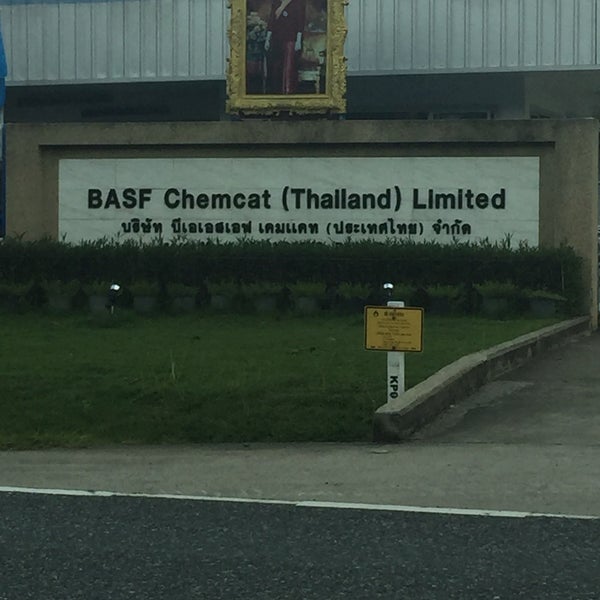 BASF Chemcat (Thailand) Limited
บริษัท บีเอเอสเอฟ เคมแคท (ประเทศไทย) จำกัด
KP0